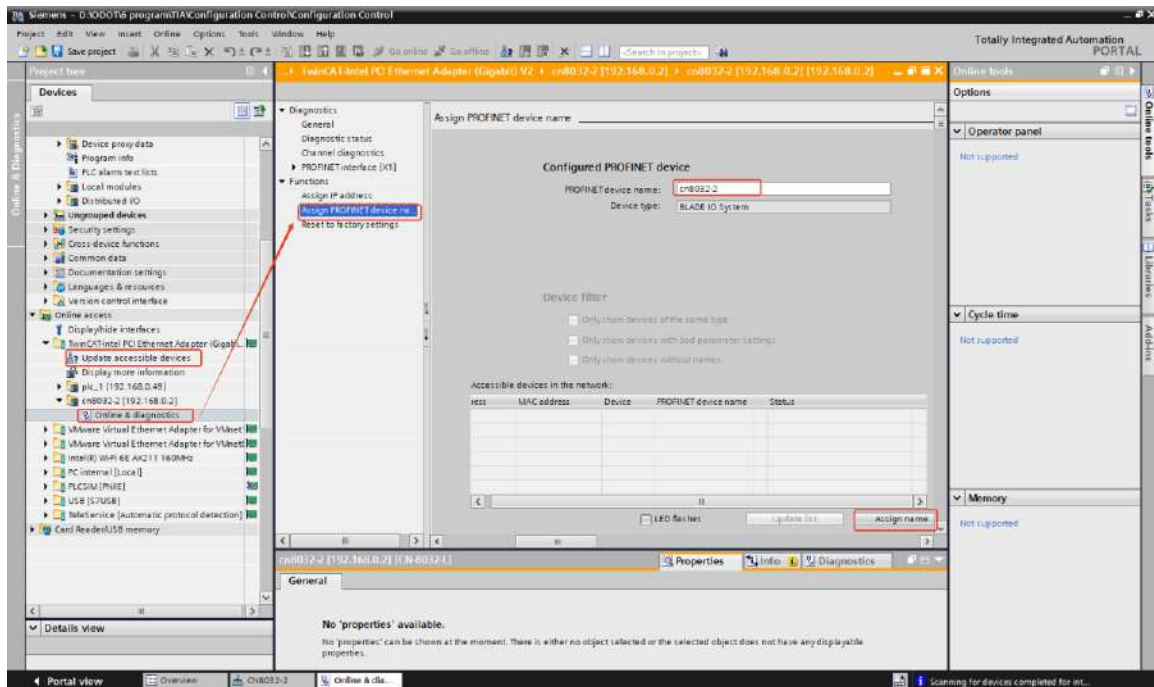 Siemens - D:\ODOT\6 program\TIA\Configuration Control\Configuration Control
Project Edit View Insert Online Options Tools Window Help
Save project
Go online
Go offline
<Search in project>
Totally Integrated Automation
PORTAL
Project tree
Devices
Device proxy data
Program info
PLC alarm text lists
Local modules
Distributed I/O
Ungrouped devices
Security settings
Cross-device functions
Common data
Documentation settings
Languages & resources
Version control interface
Online access
Display/hide interfaces
TwinCAT-Intel PCI Ethernet Adapter (Gigab...
Update accessible devices
Display more information
plc_1 [192.168.0.49]
cn8032-2 [192.168.0.2]
Online & diagnostics
VMware Virtual Ethernet Adapter for VMnet
VMware Virtual Ethernet Adapter for VMnet
Intel(R) Wi-Fi 6E AX211 160MHz
PC internal [Local]
PLCSIM [PN/IE]
USB [S7USB]
TeleService [Automatic protocol detection]
Card Reader/USB memory
Details view
TwinCAT-Intel PCI Ethernet Adapter (Gigabit) V2 cn8032-2 [192.168.0.2] cn8032-2 [192.168.0.2] [192.168.0.2]
Diagnostics
General
Diagnostic status
Channel diagnostics
PROFINET interface [X1]
Functions
Assign IP address
Assign PROFINET device na...
Reset to factory settings
Assign PROFINET device name
Configured PROFINET device
PROFINET device name: cn8032-2
Device type: BLADE IO System
Device filter
Only show devices of the same type
Only show devices with bad parameter settings
Only show devices without names
Accessible devices in the network:
ress MAC address Device PROFINET device name Status
LED flashes
Update list
Assign name
cn8032-2 [192.168.0.2] [CN-8032-L]
Properties
Info
Diagnostics
General
No 'properties' available.
No 'properties' can be shown at the moment. There is either no object selected or the selected object does not have any displayable
properties.
Online tools
Options
Operator panel
Not supported
Cycle time
Not supported
Memory
Not supported
Online tools
Tasks
Libraries
Add-ins
Online & Diagnostics
Portal view
Overview
CN8032-2
Online & dia...
Scanning for devices completed for int...